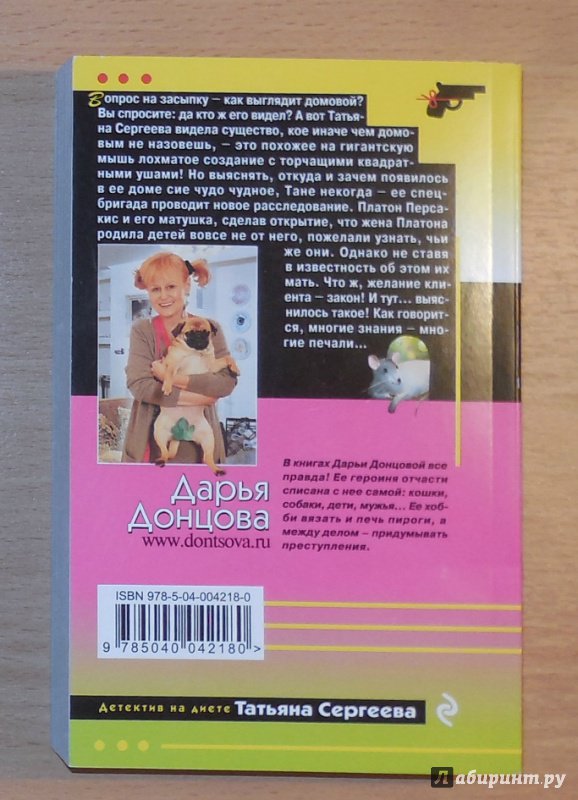 Вопрос на засыпку – как выглядит домовой?
Вы спросите: да кто ж его видел? А вот Татья-
на Сергеева видела существо, кое иначе чем домо-
вым не назовешь, – это похожее на гигантскую
мышь лохматое создание с торчащими квадрат-
ными ушами! Но выяснять, откуда и зачем появилось
в ее доме сие чудо чудное, Тане некогда – ее спец-
бригада проводит новое расследование. Платон Перса-
кис и его матушка, сделав открытие, что жена Платона
родила детей вовсе не от него, пожелали узнать, чьи
же они. Однако не ставя
в известность об этом их
мать. Что ж, желание кли-
ента – закон! И тут... выяс-
нилось такое! Как говорит-
ся, многие знания – мно-
гие печали...
Дарья
Донцова
www.dontsova.ru
В книгах Дарьи Донцовой все
правда! Ее героиня отчасти
списана с нее самой: кошки,
собаки, дети, мужья... Ее хоб-
би вязать и печь пироги, а
между делом – придумывать
преступления.
ISBN 978-5-04-004218-0
9 785040 042180 >
Детектив на диете Татьяна Сергеева
Лабиринт.ру